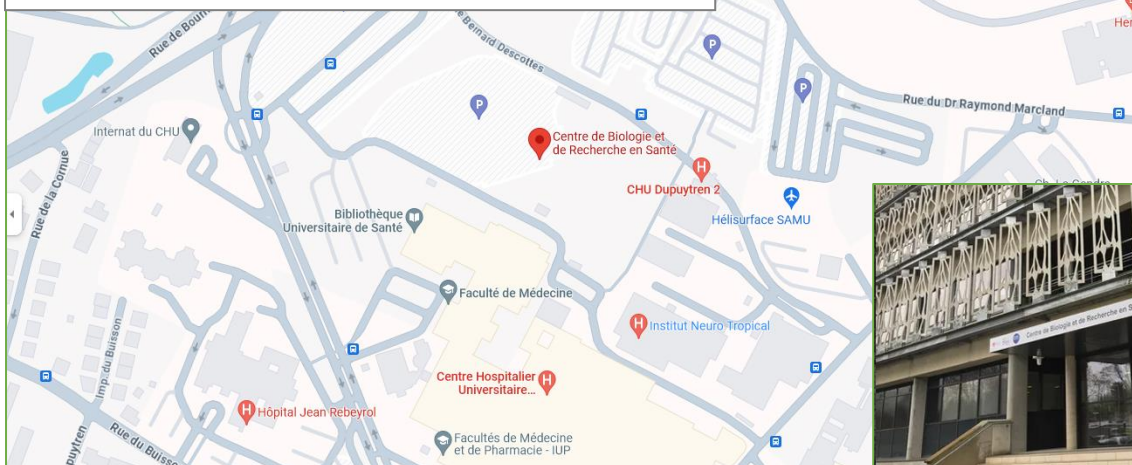 Rue de Bour
e Bernard Descottes
P
P
P
Her
Rue du Dr Raymond Marcland
Internat du CHU
Centre de Biologie et
de Recherche en Santé
H
CHU Dupuytren 2
Hélisurface SAMU
Rue de la Cornue
Bibliothèque
Universitaire de Santé
Faculté de Médecine
H
Institut Neuro Tropical
Centre de Biologie et de Recherche en S
Imp. du Buisson
Centre Hospitalier
Universitaire...
H
H
Hôpital Jean Rebeyrol
Facultés de Médecine
et de Pharmacie - IUP
puytren
Rue du Buisso